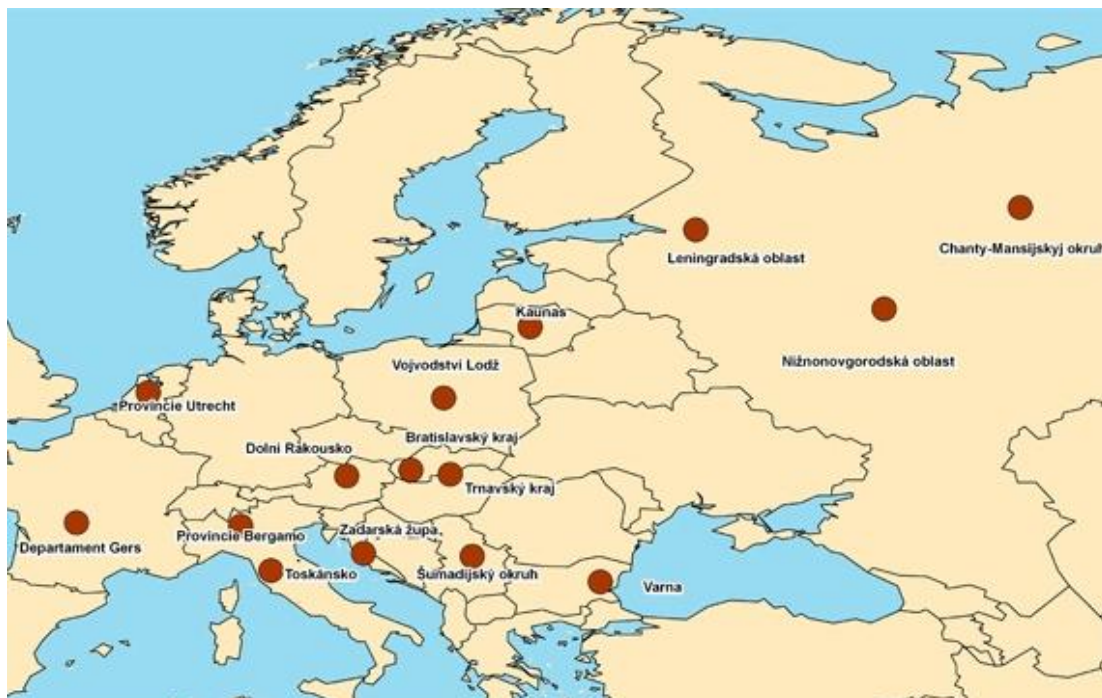 Chanty-Mansijskyj okruh
Leningradská oblast
Kaunas
Nižnonovgorodská oblast
Vojvodství Lodž
Provincie Utrecht
Bratislavský kraj
Dolní Rakousko
Trnavský kraj
Zadarská župa
Provincie Bergamo
Departament Gers
Toskánsko
Šumadijský okruh
Varna